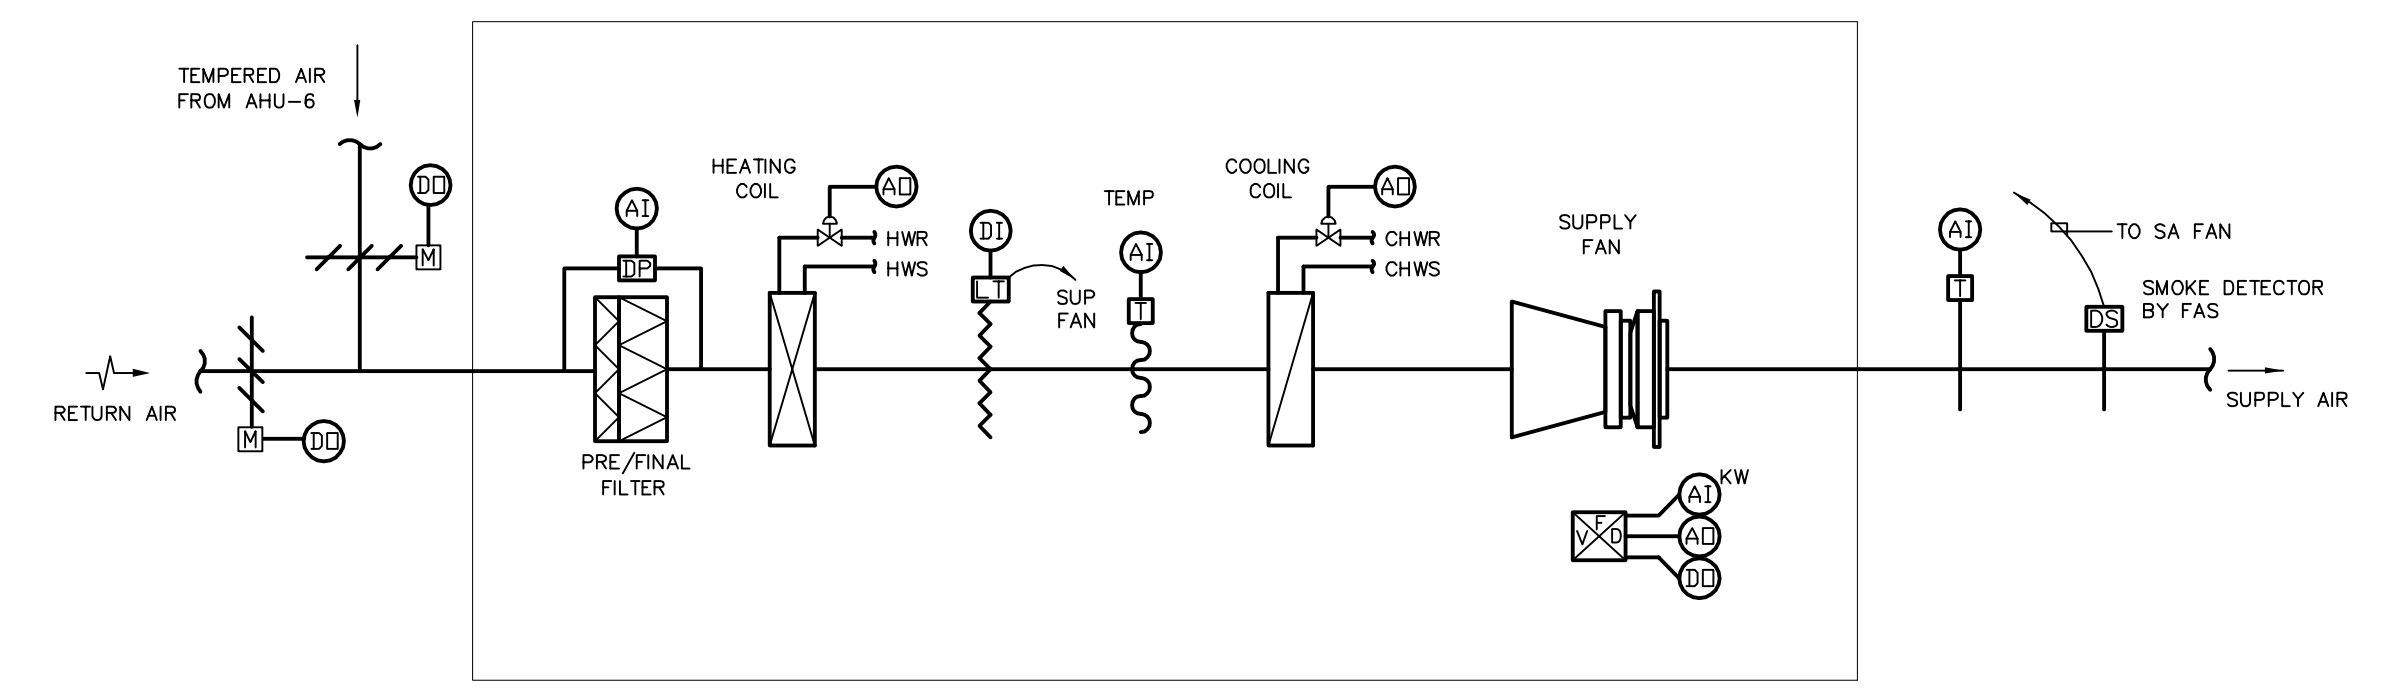 TEMPERED AIR
FROM AHU-6
DO
M
RETURN AIR
M
DO
AI
DP
PRE/FINAL
FILTER
HEATING
COIL
AO
HWR
HWS
DI
LT
SUP
FAN
TEMP
AI
T
COOLING
COIL
AO
CHWR
CHWS
SUPPLY
FAN
V F D
AI
KW
AO
DO
AI
T
TO SA FAN
SMOKE DETECTOR
BY FAS
DS
SUPPLY AIR